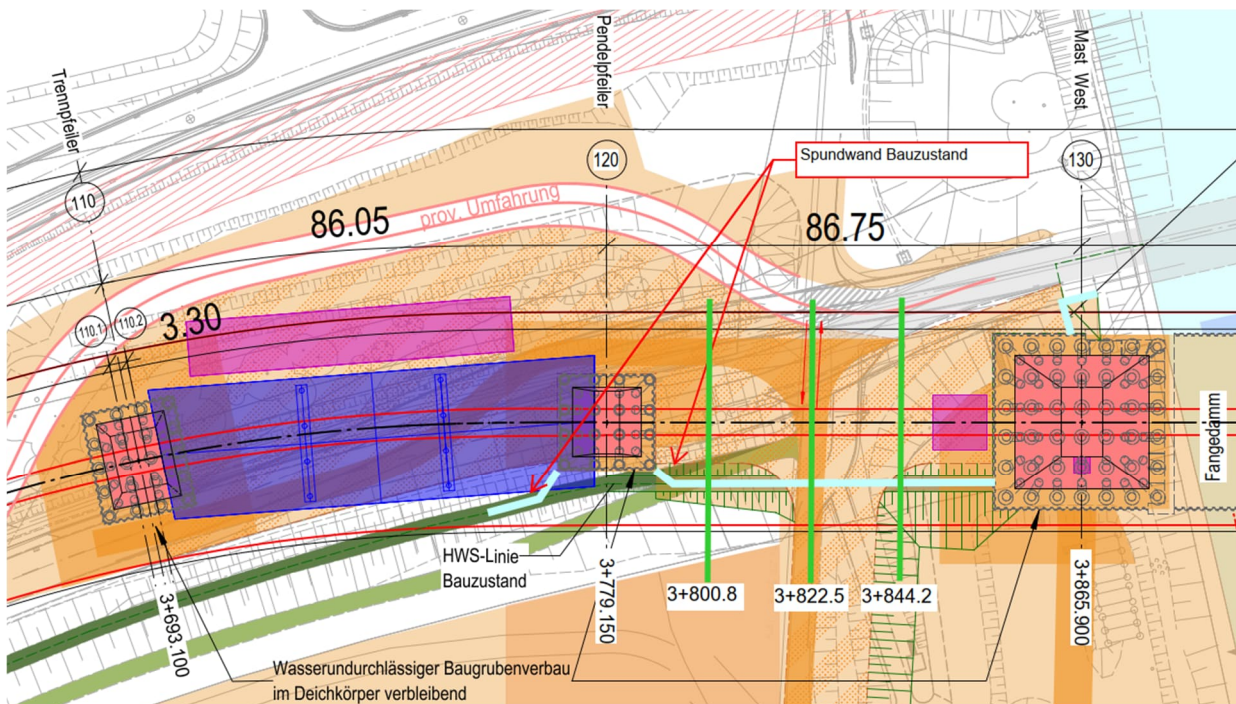 Trennpfeiler
Pendelpfeiler
Mast West
110
120
130
Spundwand Bauzustand
86.05
prov. Umfahrung
86.75
110.1
110.2
3.30
Fangedamm
HWS-Linie
Bauzustand
3+693.100
3+779.150
3+800.8
3+822.5
3+844.2
3+865.900
Wasserundurchlässiger Baugrubenverbau
im Deichkörper verbleibend